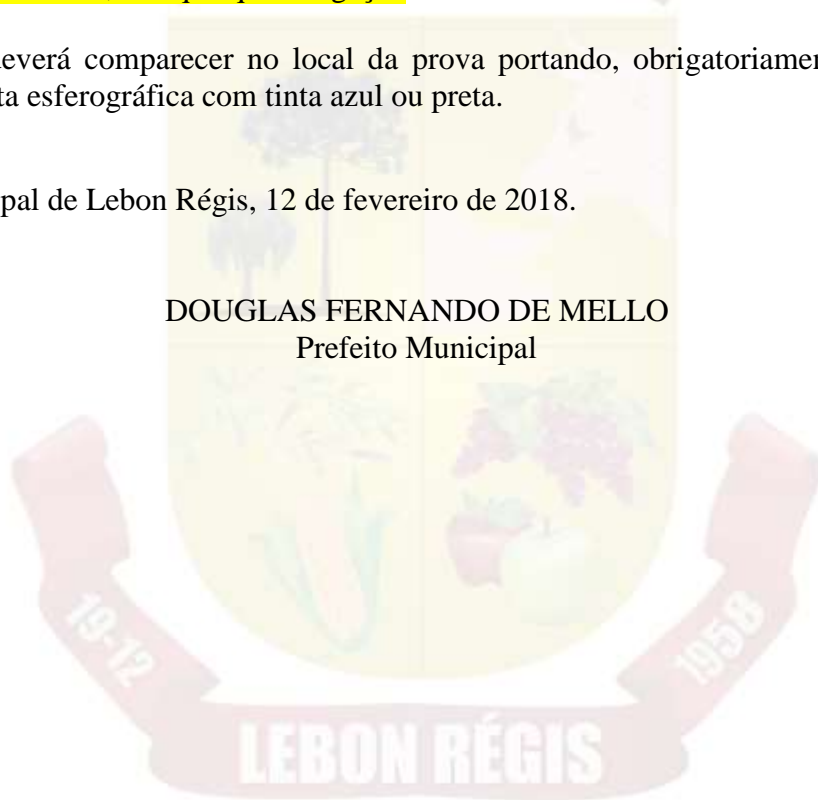 deverá comparecer no local da prova portando, obrigatoriamen
ta esferográfica com tinta azul ou preta.
pal de Lebon Régis, 12 de fevereiro de 2018.
DOUGLAS FERNANDO DE MELLO
Prefeito Municipal
19-12
1958
LEBON RÉGIS